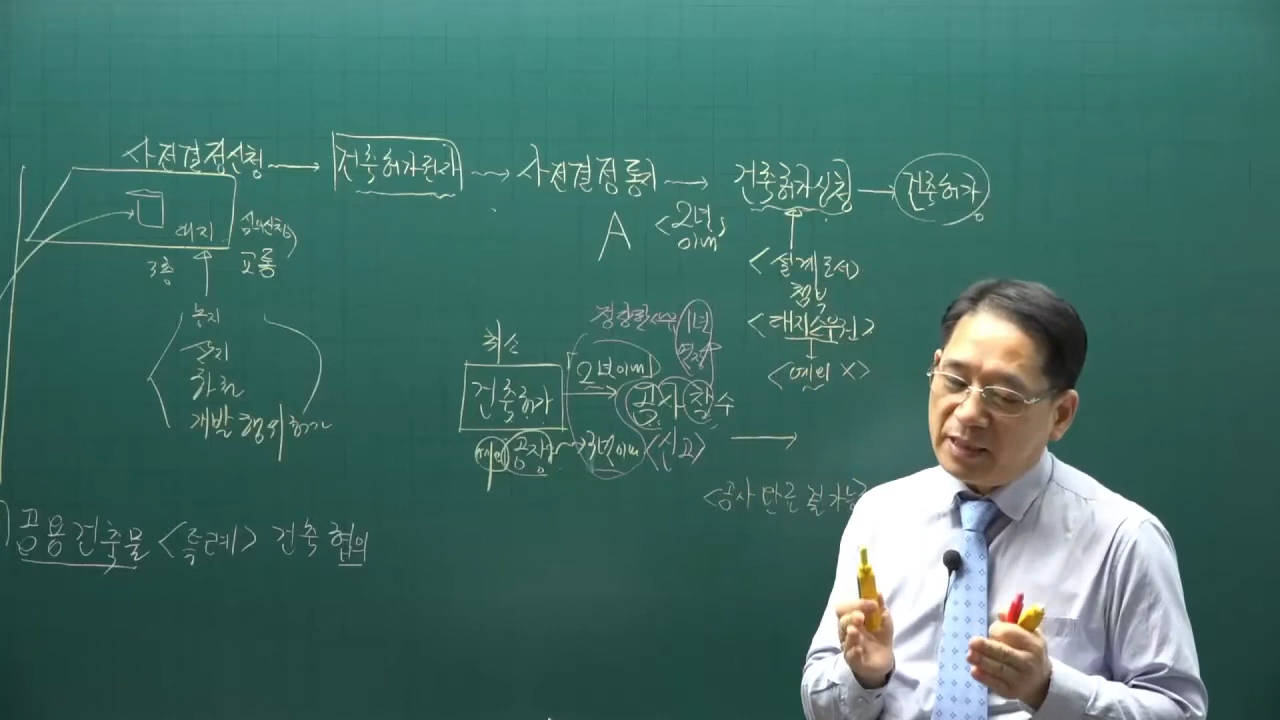 사전결정신청 → 건축허가권자 → 사전결정통지 → 건축허가신청 → 건축허가
A <2년이내>
대지
3층 교통
<설계도서>
첨부
<대지소유권>
<예외 X>
농지
산지
하천
개발행위허가
취소
정당한 1년 연장
건축허가 2년이내 → 공사착수
예외 공장 → 3년이내 <신고> →
<공사 완료 불가능
공용건축물 <특례> 건축협의